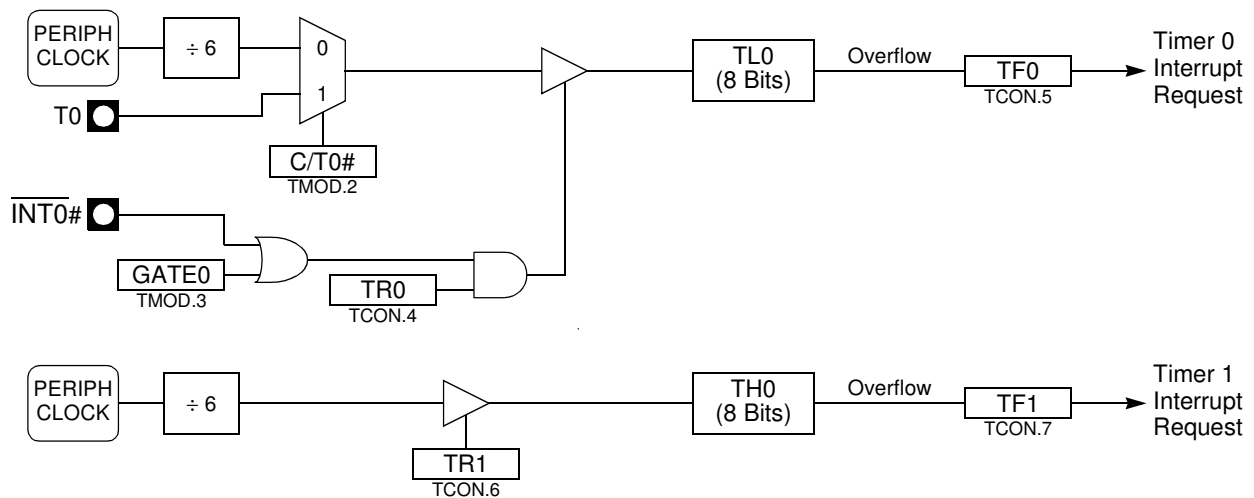 PERIPH
CLOCK
÷ 6
0
1
T0
C/T0#
TMOD.2
INT0#
GATE0
TMOD.3
TR0
TCON.4
TL0
(8 Bits)
Overflow
TF0
TCON.5
Timer 0
Interrupt
Request
PERIPH
CLOCK
÷ 6
TR1
TCON.6
TH0
(8 Bits)
Overflow
TF1
TCON.7
Timer 1
Interrupt
Request